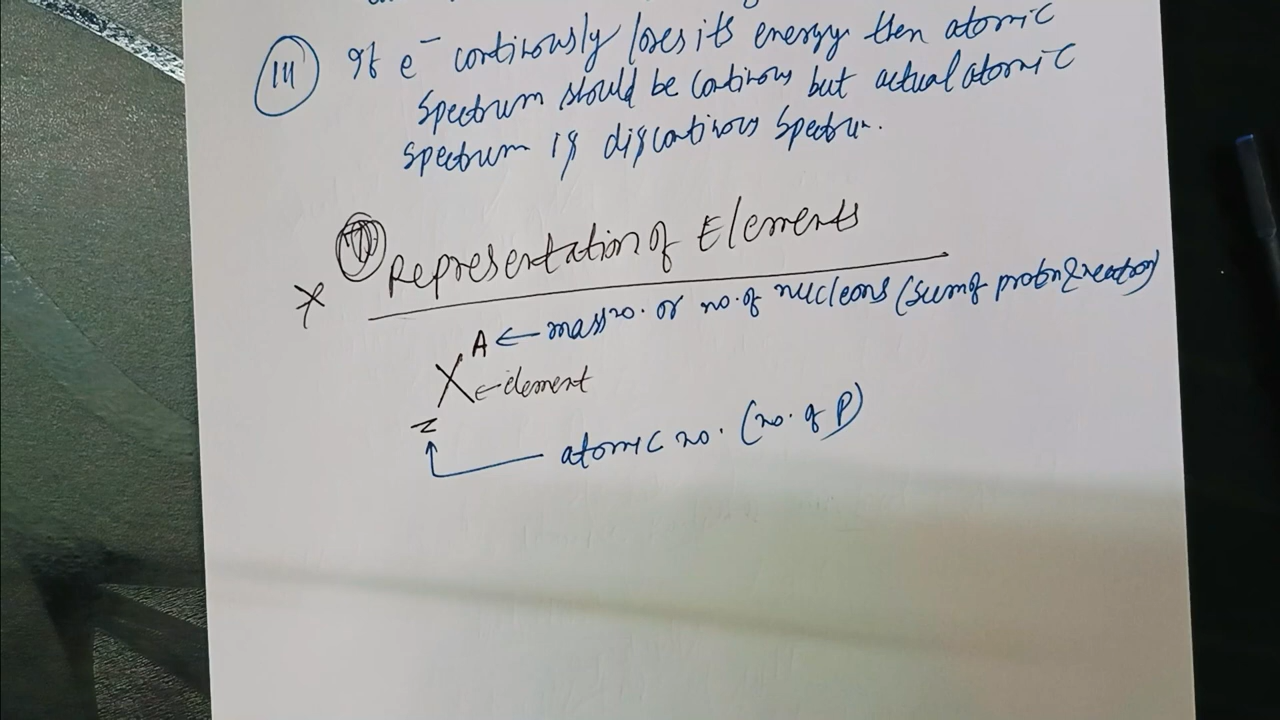 (III) If e⁻ continously loses its energy then atomic
spectrum should be continous but actual atomic
spectrum is discontinous spectrum.
* Representation of Elements
A ← mass no. or no. of nucleons (sum of proton & neutron)
X ← element
Z
atomic no. (no. of P)